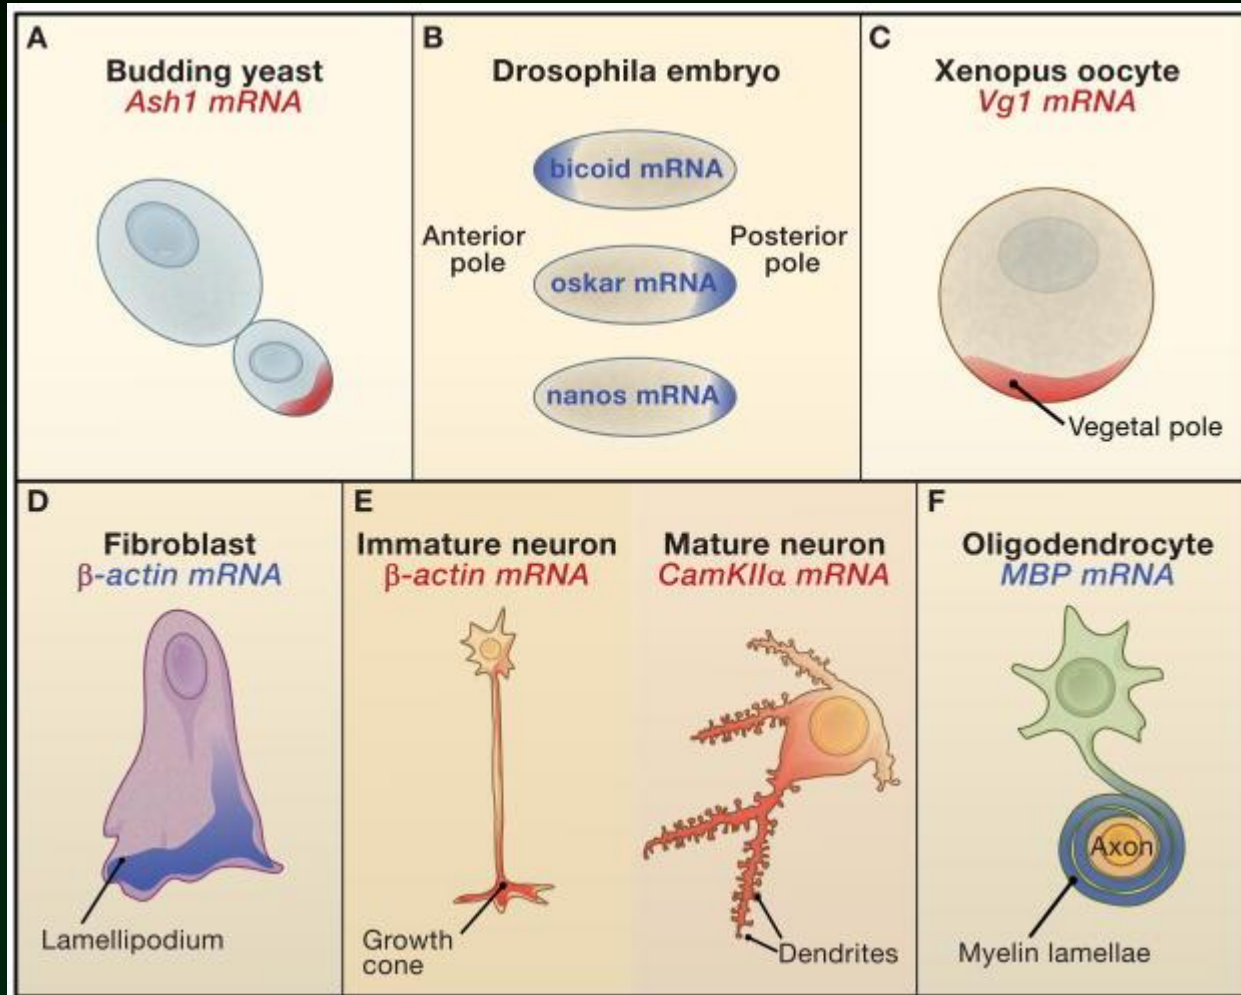 A
Budding yeast
Ash1 mRNA
B
Drosophila embryo
bicoid mRNA
Anterior
pole
Posterior
pole
oskar mRNA
nanos mRNA
C
Xenopus oocyte
Vg1 mRNA
Vegetal pole
D
Fibroblast
β-actin mRNA
Lamellipodium
E
Immature neuron
β-actin mRNA
Growth
cone
Mature neuron
CamKIIα mRNA
Dendrites
F
Oligodendrocyte
MBP mRNA
Axon
Myelin lamellae